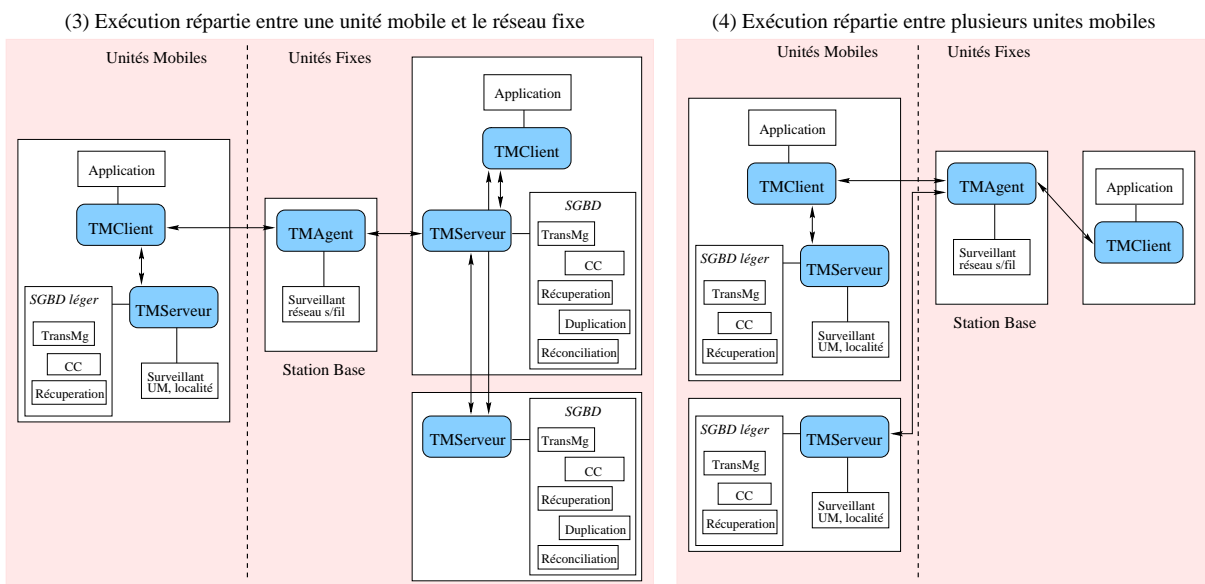 (3) Exécution répartie entre une unité mobile et le réseau fixe
Unités Mobiles
Unités Fixes
Application
TMClient
SGBD léger
TransMg
CC
Récuperation
TMServeur
Surveillant
UM, localité
TMAgent
Surveillant
réseau s/fil
Station Base
Application
TMClient
TMServeur
SGBD
TransMg
CC
Récuperation
Duplication
Réconciliation
TMServeur
SGBD
TransMg
CC
Récuperation
Duplication
Réconciliation
(4) Exécution répartie entre plusieurs unites mobiles
Unités Mobiles
Unités Fixes
Application
TMClient
SGBD léger
TransMg
CC
Récuperation
TMServeur
Surveillant
UM, localité
SGBD léger
TransMg
CC
Récuperation
TMServeur
Surveillant
UM, localité
TMAgent
Surveillant
réseau s/fil
Station Base
Application
TMClient